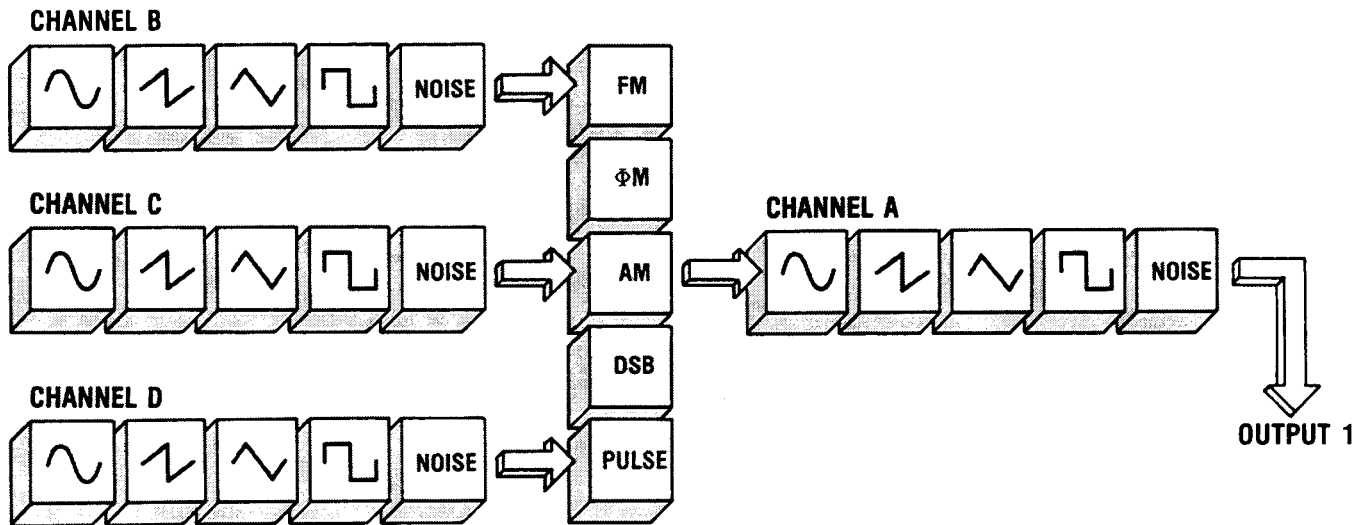 CHANNEL B
NOISE
FM
ΦM
CHANNEL C
NOISE
AM
CHANNEL A
NOISE
DSB
CHANNEL D
NOISE
PULSE
OUTPUT 1